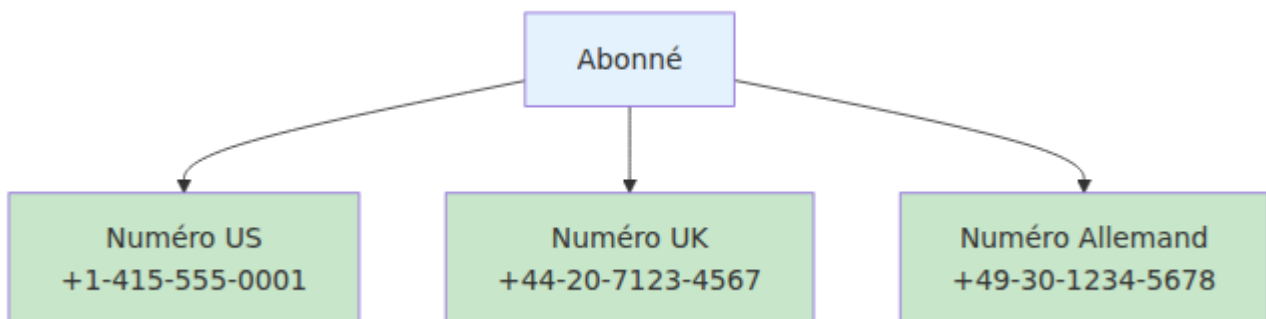 Abonné
Numéro US
+1-415-555-0001
Numéro UK
+44-20-7123-4567
Numéro Allemand
+49-30-1234-5678